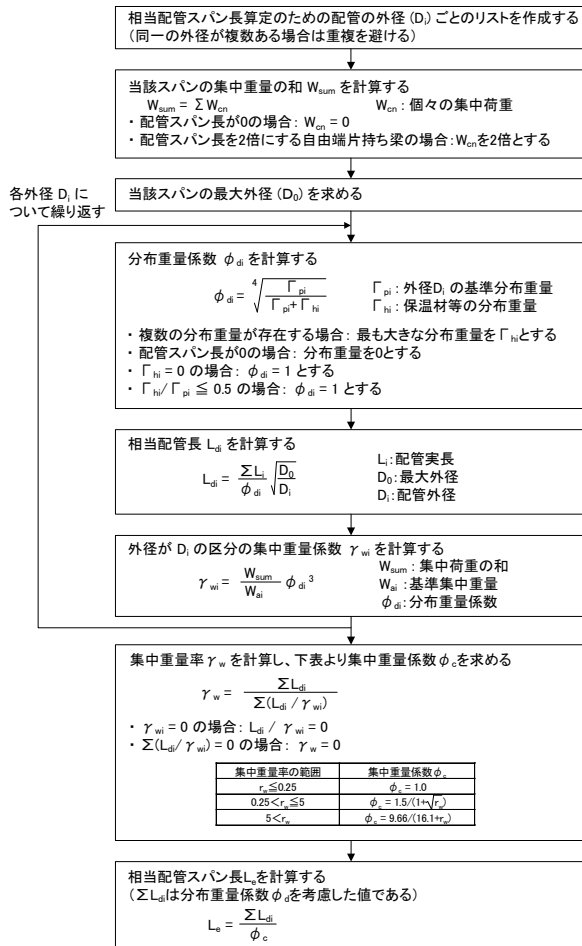 相当配管スパン長算定のための配管の外径(Di)ごとのリストを作成する
(同一の外径が複数ある場合は重複を避ける)
当該スパンの集中重量の和 Wsum を計算する
Wsum = Σ Wcn Wcn : 個々の集中荷重
・ 配管スパン長が0の場合: Wcn = 0
・ 配管スパン長を2倍にする自由端片持ち梁の場合: Wcnを2倍とする
各外径 Di に
ついて繰り返す
当該スパンの最大外径(D0)を求める
分布重量係数 φdi を計算する
φdi = ⁴√(Γpi / (Γpi+Γhi))
Γpi : 外径Di の基準分布重量
Γhi : 保温材等の分布重量
・ 複数の分布重量が存在する場合: 最も大きな分布重量をΓhiとする
・ 配管スパン長が0の場合: 分布重量を0とする
・ Γhi = 0 の場合: φdi = 1 とする
・ Γhi/Γpi ≦ 0.5 の場合: φdi = 1 とする
相当配管長 Ldi を計算する
Ldi = ΣLi / φdi √(D0 / Di)
Li:配管実長
D0:最大外径
Di:配管外径
外径が Di の区分の集中重量係数 γwi を計算する
γwi = Wsum / Wai φdi ³
Wsum : 集中荷重の和
Wai : 基準集中重量
φdi : 分布重量係数
集中重量率γw を計算し、下表より集中重量係数φcを求める
γw = ΣLdi / Σ(Ldi / γwi)
・ γwi = 0 の場合: Ldi / γwi = 0
・ Σ(Ldi/γwi) = 0 の場合: γw = 0
集中重量率の範囲 集中重量係数φc
rw≦0.25 φc = 1.0
0.25<rw≦5 φc = 1.5/(1+√rw)
5<rw φc = 9.66/(16.1+rw)
相当配管スパン長Leを計算する
(ΣLdiは分布重量係数φdを考慮した値である)
Le = ΣLdi / φc